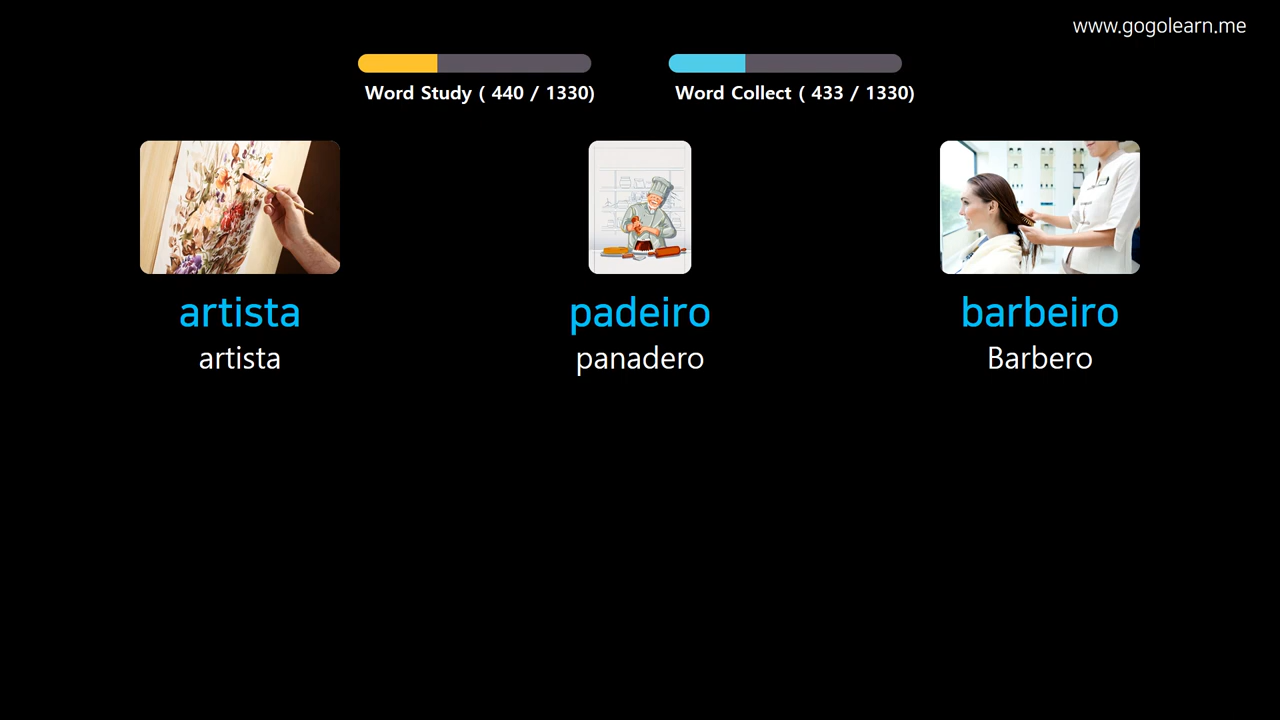 www.gogolearn.me
Word Study ( 440 / 1330)
Word Collect ( 433 / 1330)
artista
padeiro
barbeiro
artista
panadero
Barbero